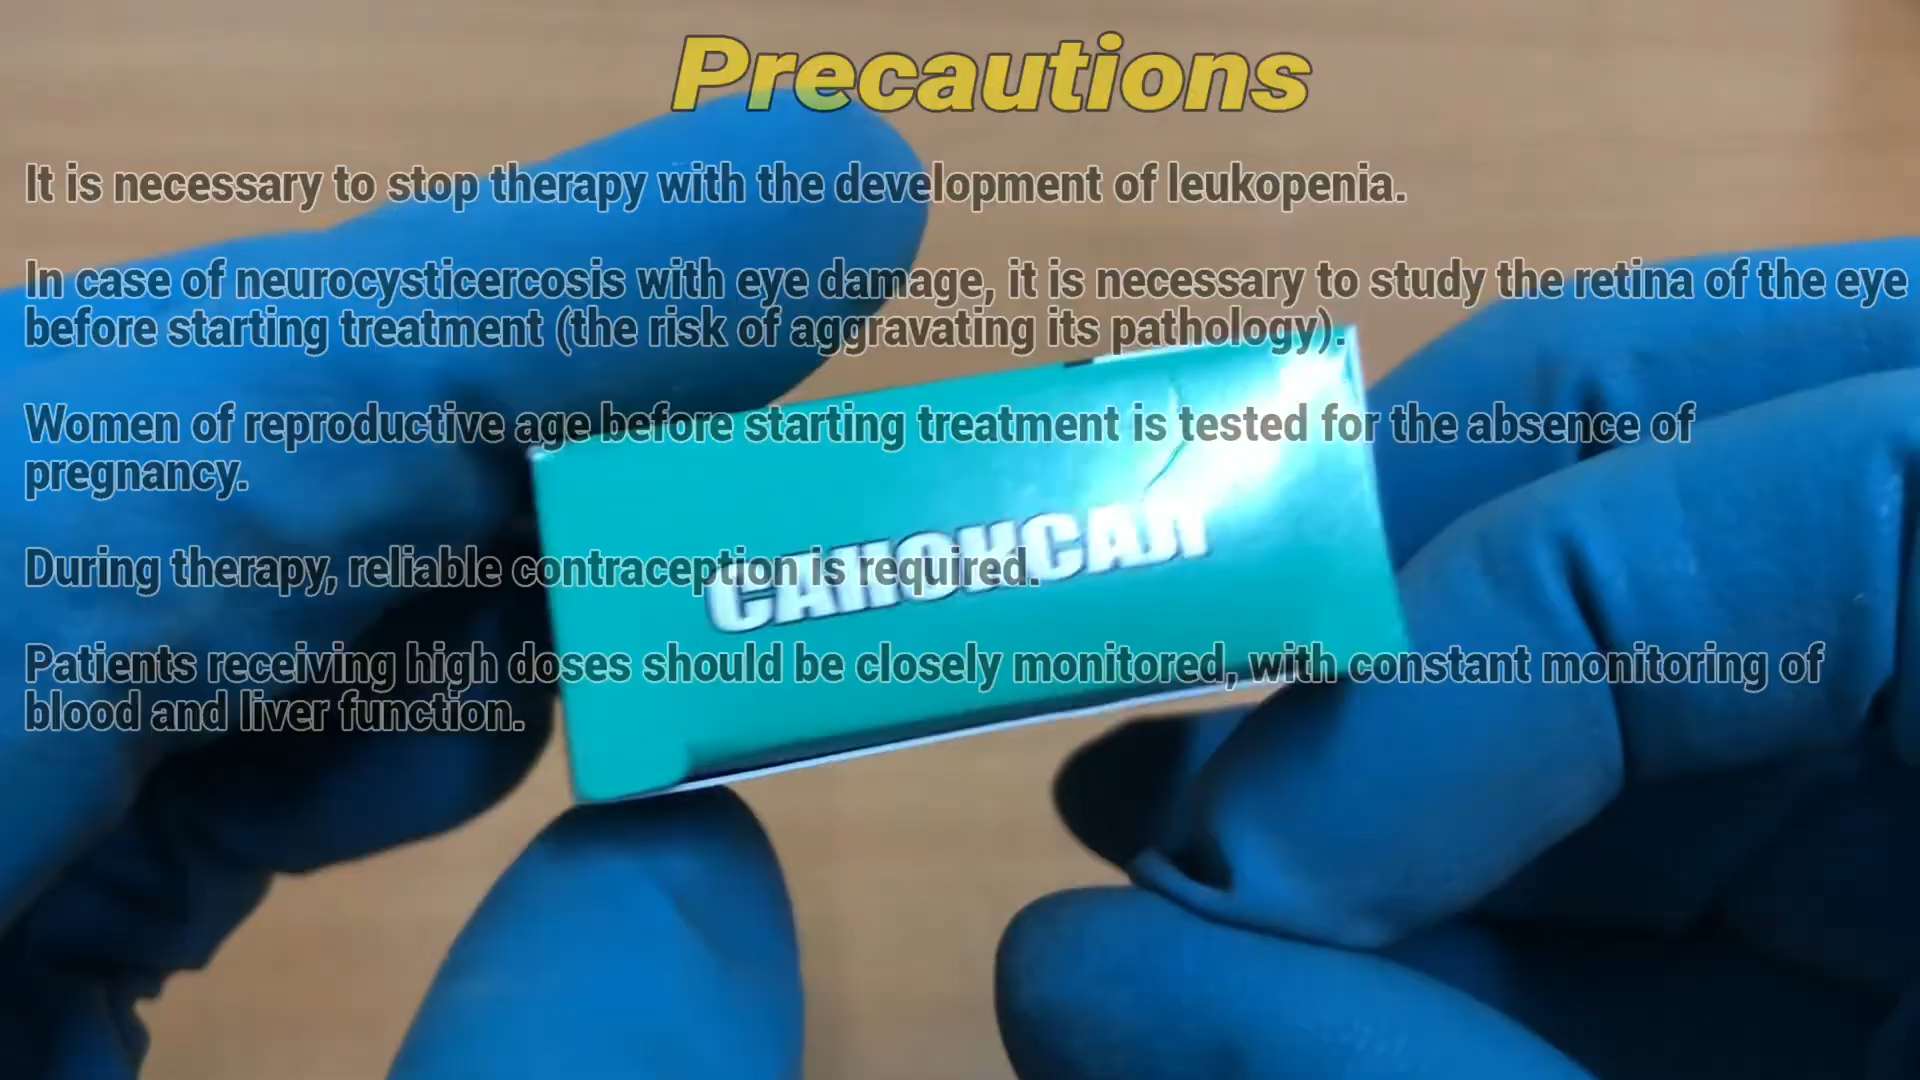 Precautions
It is necessary to stop therapy with the development of leukopenia.
In case of neurocysticercosis with eye damage, it is necessary to study the retina of the eye
before starting treatment (the risk of aggravating its pathology).
Women of reproductive age before starting treatment is tested for the absence of
pregnancy.
During therapy, reliable contraception is required.
Patients receiving high doses should be closely monitored, with constant monitoring of
blood and liver function.
САНОКСАЛ